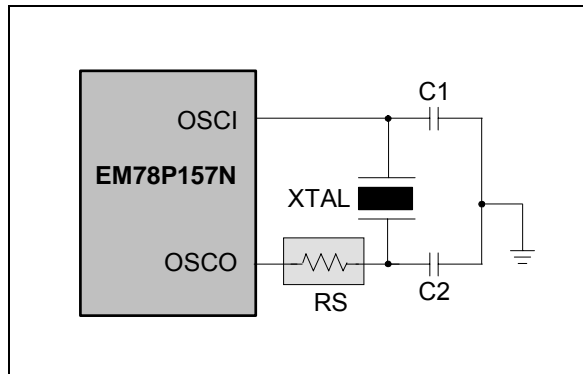 C1
OSCI
EM78P157N
XTAL
OSCO
RS
C2